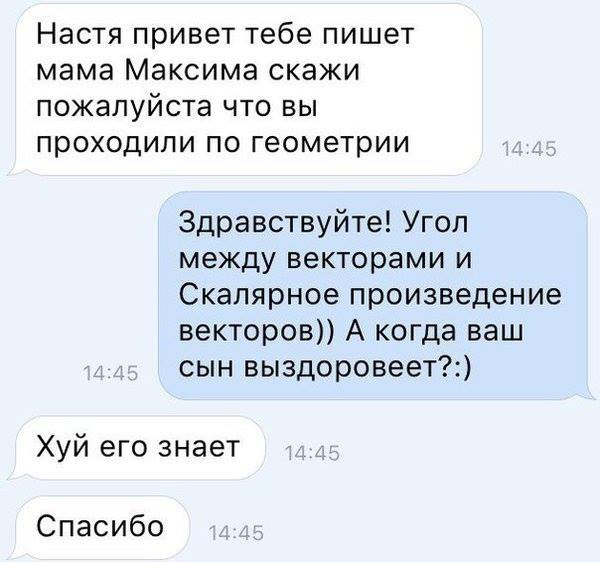 Настя привет тебе пишет
мама Максима скажи
пожалуйста что вы
проходили по геометрии
14:45
Здравствуйте! Угол
между векторами и
Скалярное произведение
векторов)) А когда ваш
сын выздоровеет?:)
14:45
Хуй его знает
14:45
Спасибо
14:45